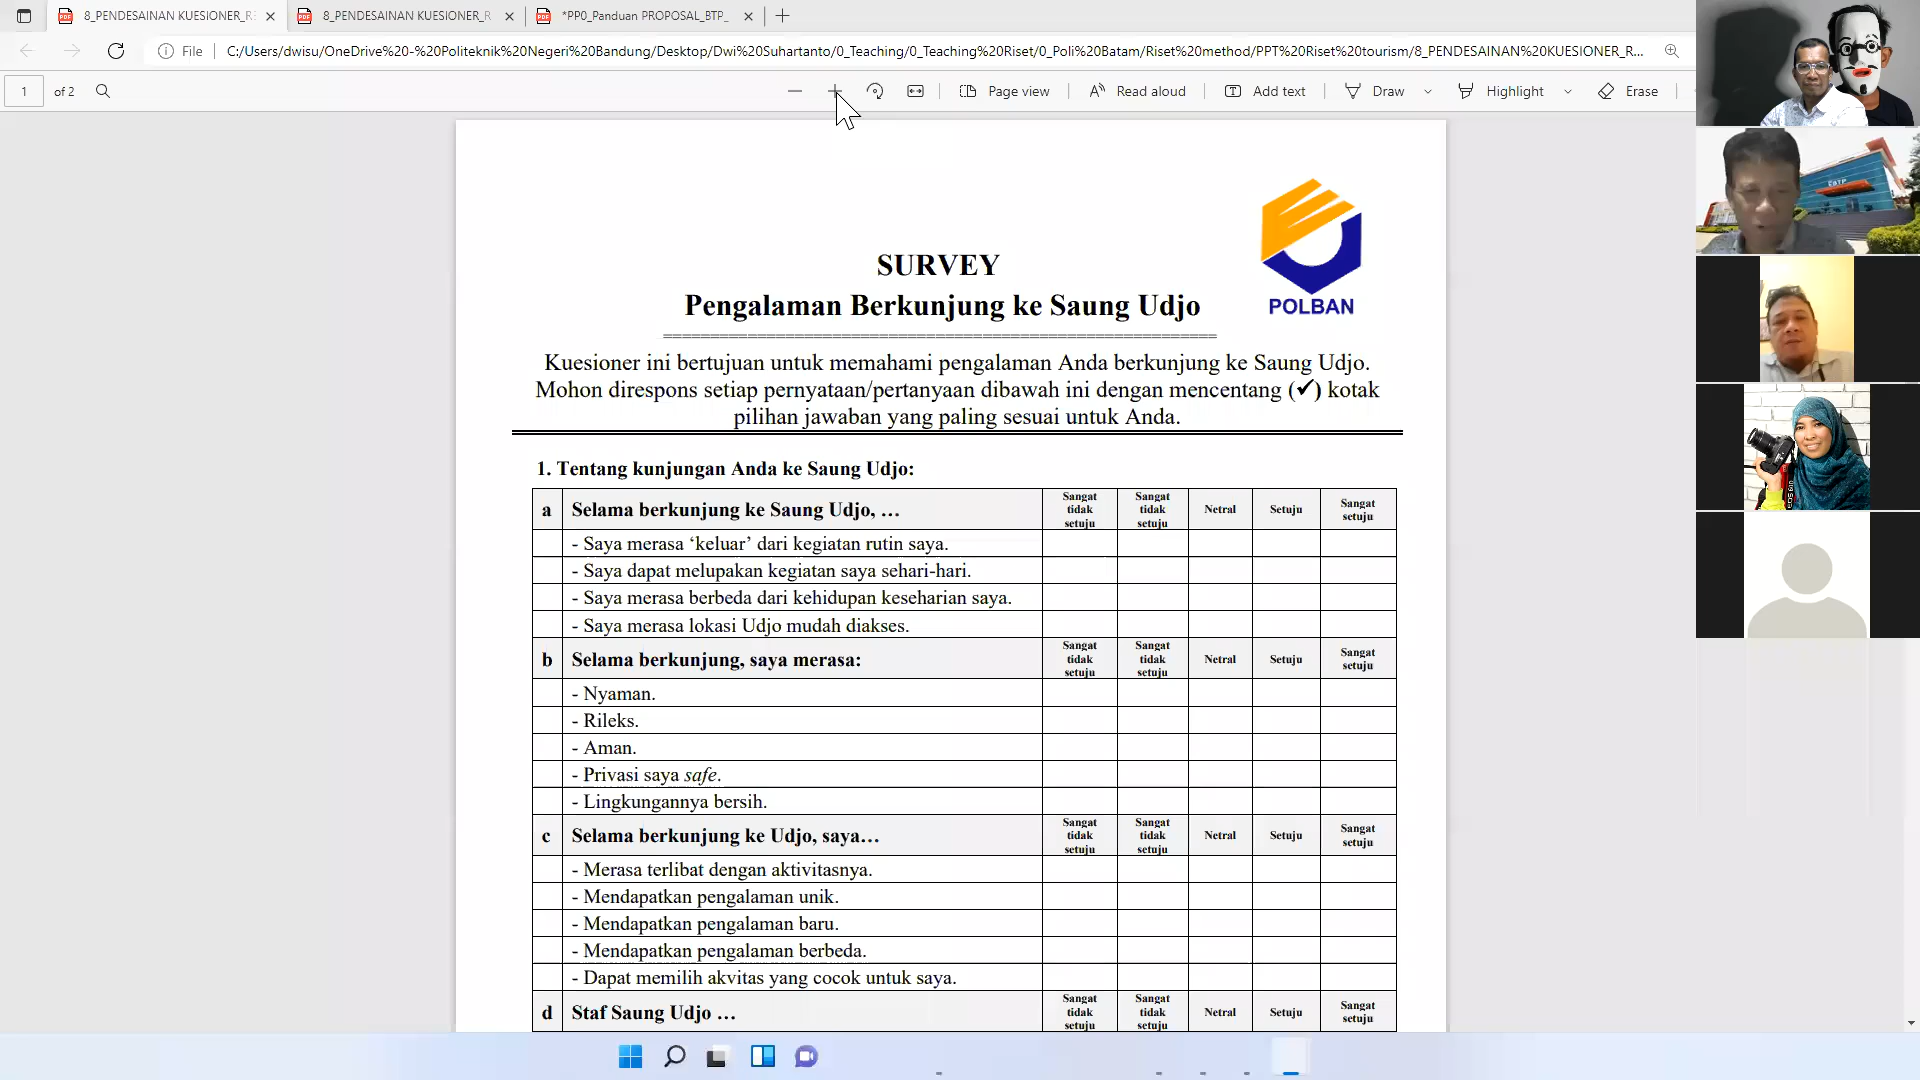 8_PENDESAINAN KUESIONER_R
8_PENDESAINAN KUESIONER_R
*PP0_Panduan PROPOSAL_BTP_
File
C:/Users/dwisu/OneDrive%20-%20Politeknik%20Negeri%20Bandung/Desktop/Dwi%20Suhartanto/0_Teaching/0_Teaching%20Riset/0_Poli%20Batam/Riset%20method/PPT%20Riset%20tourism/8_PENDESAINAN%20KUESIONER_R...
1 of 2
Page view
Read aloud
Add text
Draw
Highlight
Erase
POLBAN
SURVEY
Pengalaman Berkunjung ke Saung Udjo
Kuesioner ini bertujuan untuk memahami pengalaman Anda berkunjung ke Saung Udjo.
Mohon direspons setiap pernyataan/pertanyaan dibawah ini dengan mencentang (✓) kotak
pilihan jawaban yang paling sesuai untuk Anda.
1. Tentang kunjungan Anda ke Saung Udjo:
a Selama berkunjung ke Saung Udjo, … Sangat tidak setuju Sangat tidak setuju Netral Setuju Sangat setuju
- Saya merasa ‘keluar’ dari kegiatan rutin saya.
- Saya dapat melupakan kegiatan saya sehari-hari.
- Saya merasa berbeda dari kehidupan keseharian saya.
- Saya merasa lokasi Udjo mudah diakses.
b Selama berkunjung, saya merasa: Sangat tidak setuju Sangat tidak setuju Netral Setuju Sangat setuju
- Nyaman.
- Rileks.
- Aman.
- Privasi saya safe.
- Lingkungannya bersih.
c Selama berkunjung ke Udjo, saya… Sangat tidak setuju Sangat tidak setuju Netral Setuju Sangat setuju
- Merasa terlibat dengan aktivitasnya.
- Mendapatkan pengalaman unik.
- Mendapatkan pengalaman baru.
- Mendapatkan pengalaman berbeda.
- Dapat memilih akvitas yang cocok untuk saya.
d Staf Saung Udjo … Sangat tidak setuju Sangat tidak setuju Netral Setuju Sangat setuju